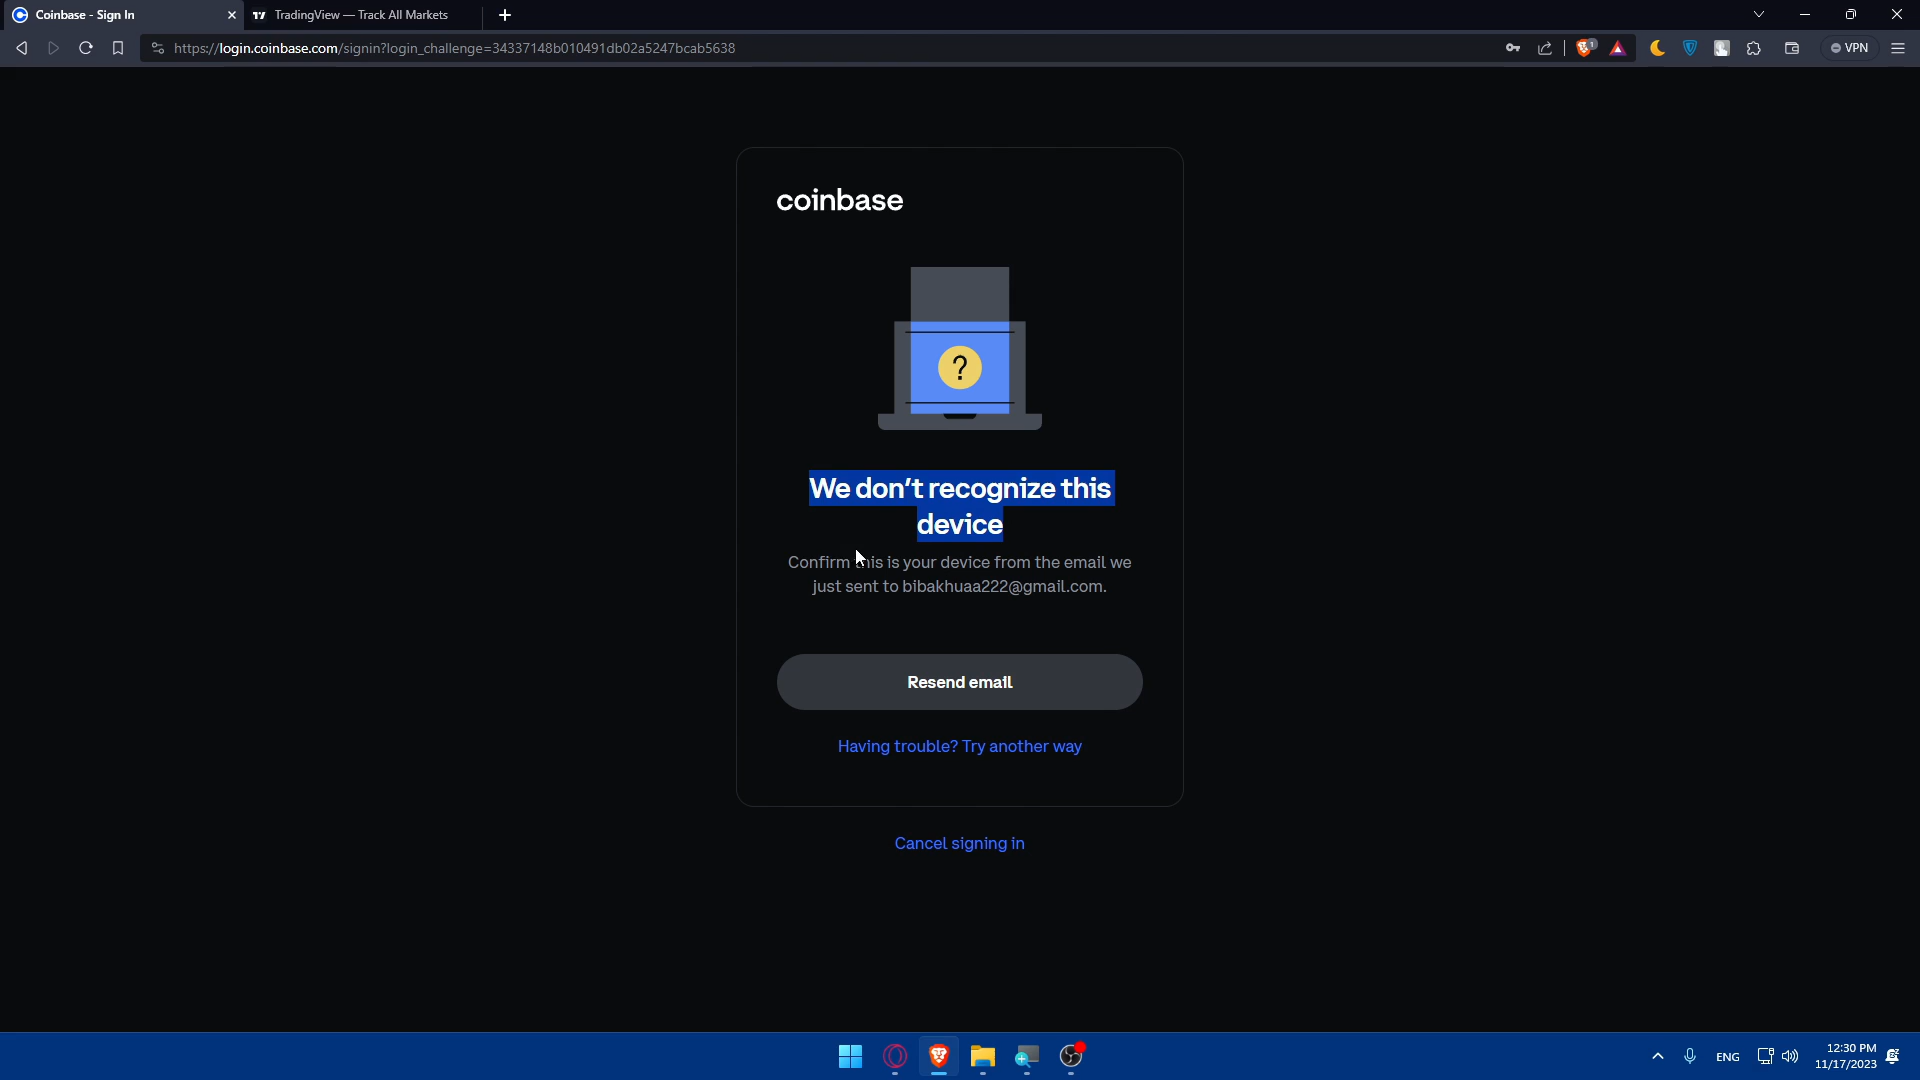 Coinbase - Sign In
TradingView — Track All Markets
https://login.coinbase.com/signin?login_challenge=34337148b010491db02a5247bcab5638
1
VPN
coinbase
?
We don't recognize this
device
Confirm this is your device from the email we
just sent to bibakhuaa222@gmail.com.
Resend email
Having trouble? Try another way
Cancel signing in
ENG
12:30 PM
11/17/2023